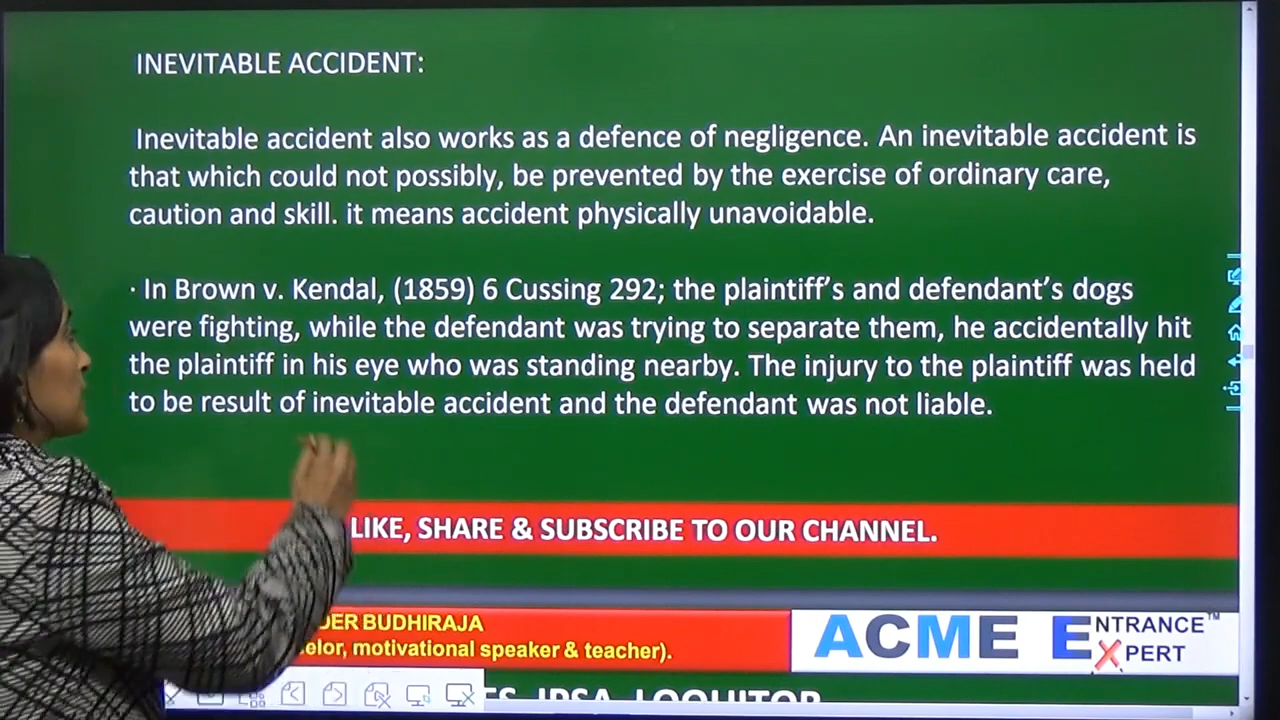 INEVITABLE ACCIDENT:
Inevitable accident also works as a defence of negligence. An inevitable accident is
that which could not possibly, be prevented by the exercise of ordinary care,
caution and skill. it means accident physically unavoidable.
· In Brown v. Kendal, (1859) 6 Cussing 292; the plaintiff's and defendant's dogs
were fighting, while the defendant was trying to separate them, he accidentally hit
the plaintiff in his eye who was standing nearby. The injury to the plaintiff was held
to be result of inevitable accident and the defendant was not liable.
LIKE, SHARE & SUBSCRIBE TO OUR CHANNEL.
DER BUDHIRAJA
elor, motivational speaker & teacher).
ACME ENTRANCE EXPERT™
IPSA LOQUITOR